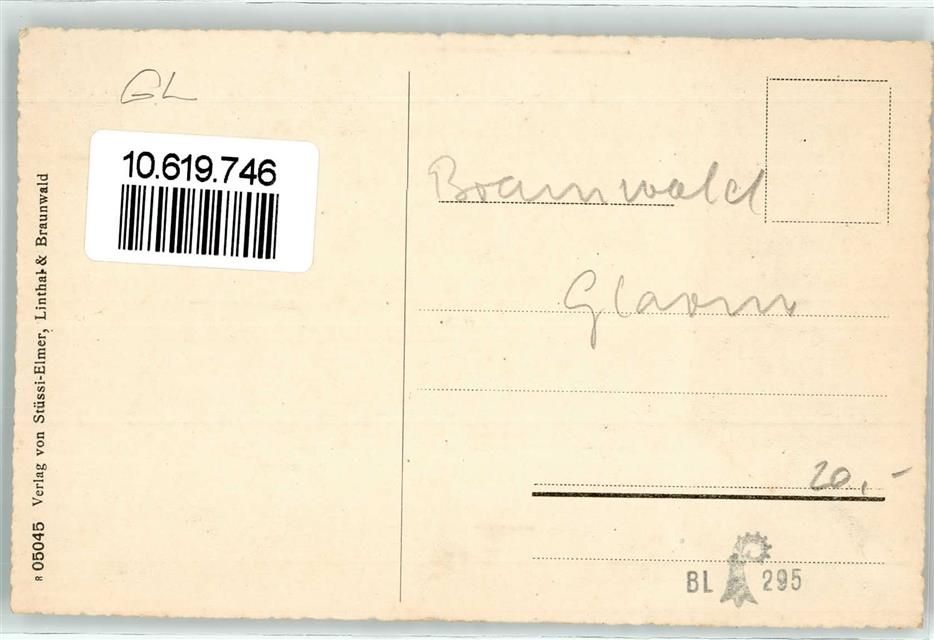 GL
10.619.746
Braunwald
Glarus
20,-
BL 295
R 05045 Verlag von Stüssi-Elmer, Linthal & Braunwald